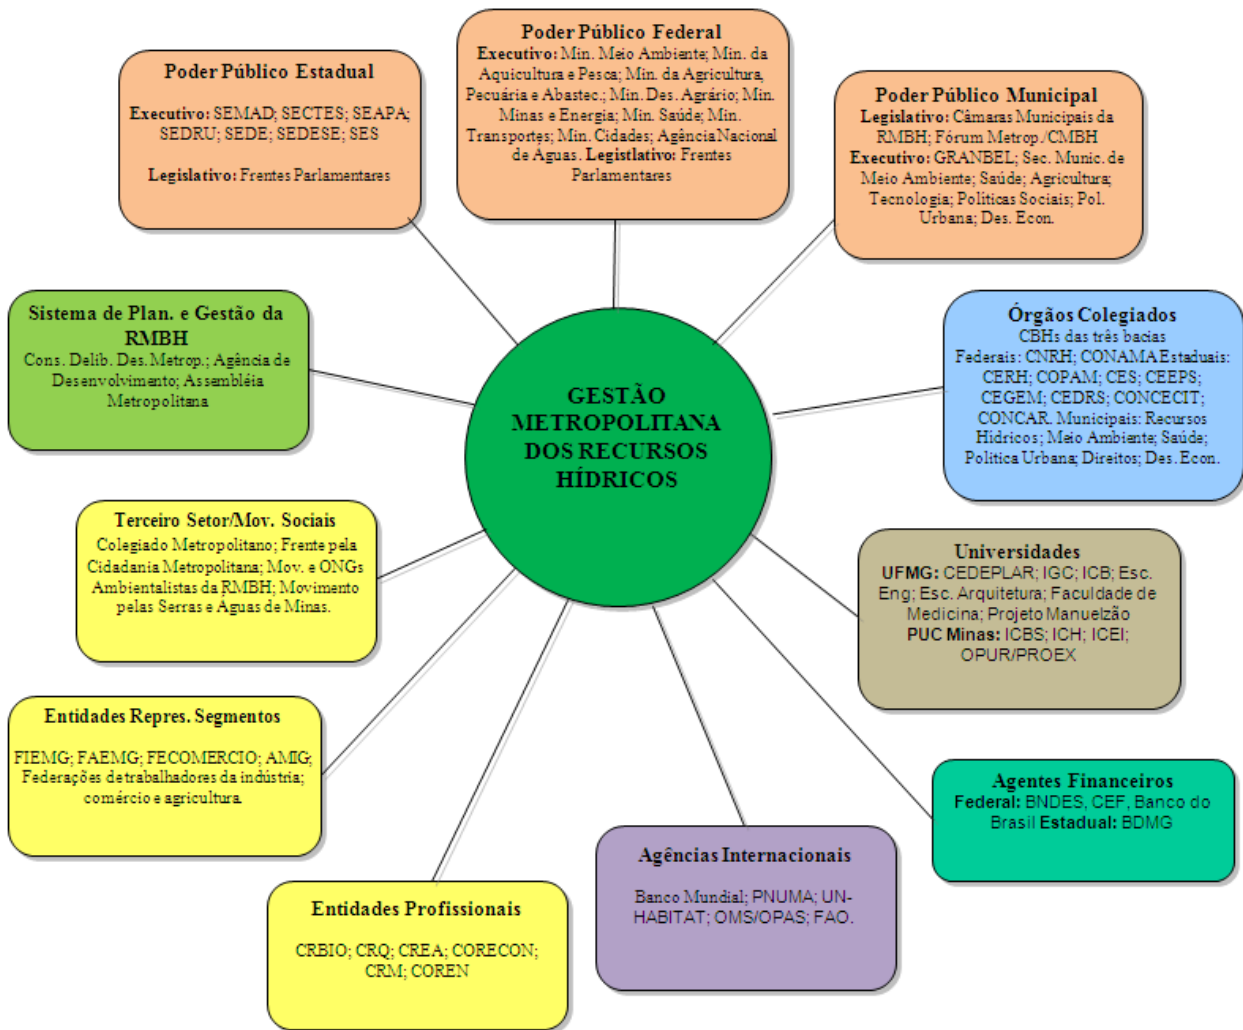 Poder Público Federal
Executivo: Min. Meio Ambiente; Min. da
Aquicultura e Pesca; Min. da Agricultura,
Pecuária e Abastec.; Min. Des. Agrário; Min.
Minas e Energia; Min. Saúde; Min.
Transportes; Min. Cidades; Agência Nacional
de Águas. Legistlativo: Frentes
Parlamentares
Poder Público Estadual
Executivo: SEMAD; SECTES; SEAPA;
SEDRU; SEDE; SEDESE; SES
Legislativo: Frentes Parlamentares
Poder Público Municipal
Legislativo: Câmaras Municipais da
RMBH; Fórum Metrop./CMBH
Executivo: GRANBEL; Sec. Munic. de
Meio Ambiente; Saúde; Agricultura;
Tecnologia; Políticas Sociais; Pol.
Urbana; Des. Econ.
Sistema de Plan. e Gestão da
RMBH
Cons. Delib. Des. Metrop.; Agência de
Desenvolvimento; Assembléia
Metropolitana
Órgãos Colegiados
CBHs das três bacias
Federais: CNRH; CONAMA Estaduais:
CERH; COPAM; CES; CEEPS;
CEGEM; CEDRS; CONCECIT;
CONCAR. Municipais: Recursos
Hídricos; Meio Ambiente; Saúde;
Politica Urbana; Direitos; Des. Econ.
GESTÃO
METROPOLITANA
DOS RECURSOS
HÍDRICOS
Terceiro Setor/Mov. Sociais
Colegiado Metropolitano; Frente pela
Cidadania Metropolitana; Mov. e ONGs
Ambientalistas da RMBH; Movimento
pelas Serras e Águas de Minas.
Universidades
UFMG: CEDEPLAR; IGC; ICB; Esc.
Eng; Esc. Arquitetura; Faculdade de
Medicina; Projeto Manuelzão
PUC Minas: ICBS; ICH; ICEI;
OPUR/PROEX
Entidades Repres. Segmentos
FIEMG; FAEMG; FECOMERCIO; AMIG;
Federações de trabalhadores da indústria;
comércio e agricultura.
Agentes Financeiros
Federal: BNDES, CEF, Banco do
Brasil Estadual: BDMG
Agências Internacionais
Banco Mundial; PNUMA; UN-
HABITAT; OMS/OPAS; FAO.
Entidades Profissionais
CRBIO; CRQ; CREA; CORECON;
CRM; COREN